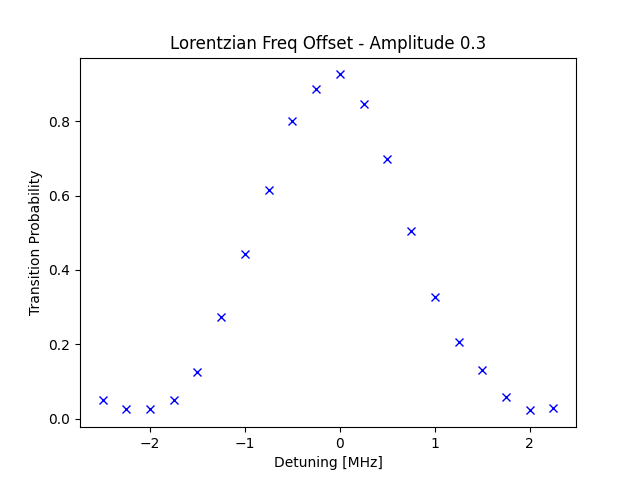 Lorentzian Freq Offset - Amplitude 0.3
Transition Probability
0.8
0.6
0.4
0.2
0.0
−2 −1 0 1 2
Detuning [MHz]